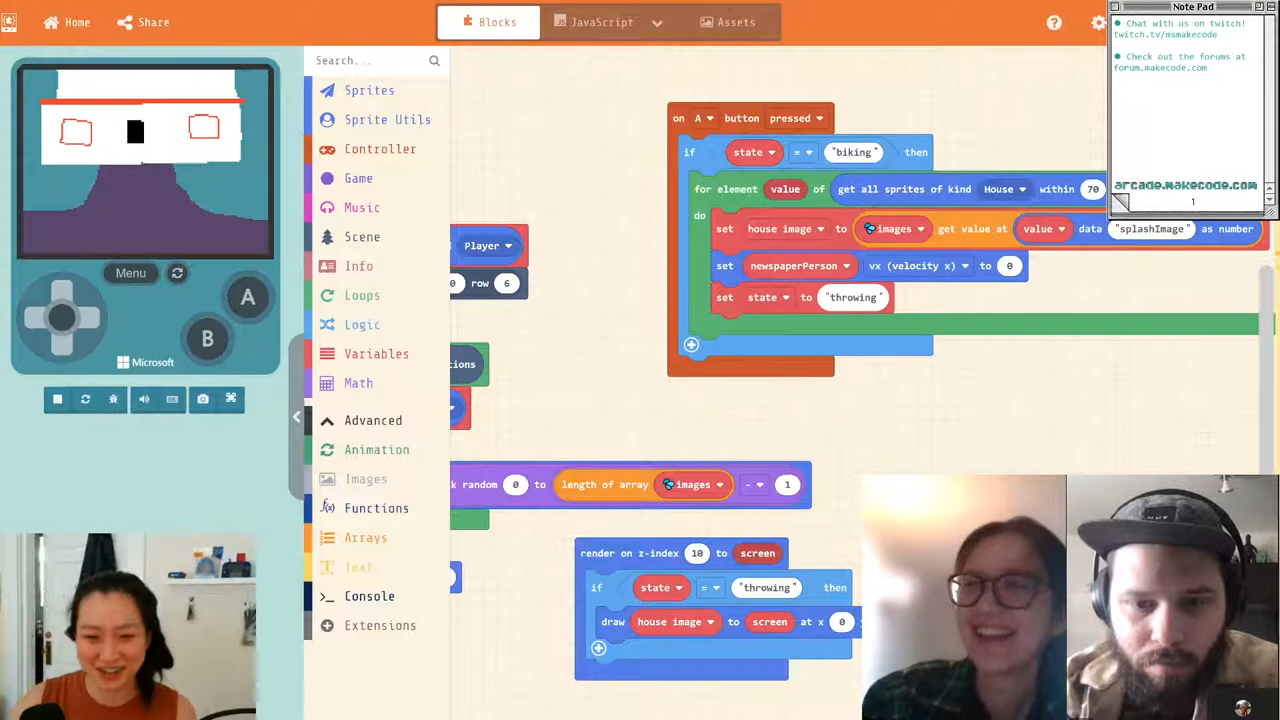 Home
Share
Blocks
JavaScript
Assets
Note Pad
Chat with us on twitch!
twitch.tv/msmakecode
Check out the forums at
forum.makecode.com
arcade.makecode.com
1
Menu
A
B
Microsoft
Search...
Sprites
Sprite Utils
Controller
Game
Music
Scene
Info
Loops
Logic
Variables
Math
Advanced
Animation
Images
Functions
Arrays
Text
Console
Extensions
Player
0 row 6
ions
k random 0 to length of array images - 1
on A button pressed
if state = "biking" then
for element value of get all sprites of kind House within 70
do
set house image to images get value at value data "splashImage" as number
set newspaperPerson vx (velocity x) to 0
set state to "throwing"
render on z-index 10 to screen
if state = "throwing" then
draw house image to screen at x 0